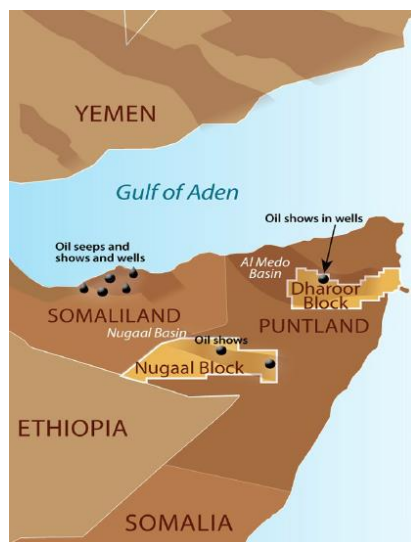 YEMEN
Gulf of Aden
Oil shows in wells
Oil seeps and
shows and wells
Al Medo
Basin
Dharoor
Block
SOMALILAND
PUNTLAND
Nugaal Basin
Oil shows
Nugaal Block
ETHIOPIA
SOMALIA